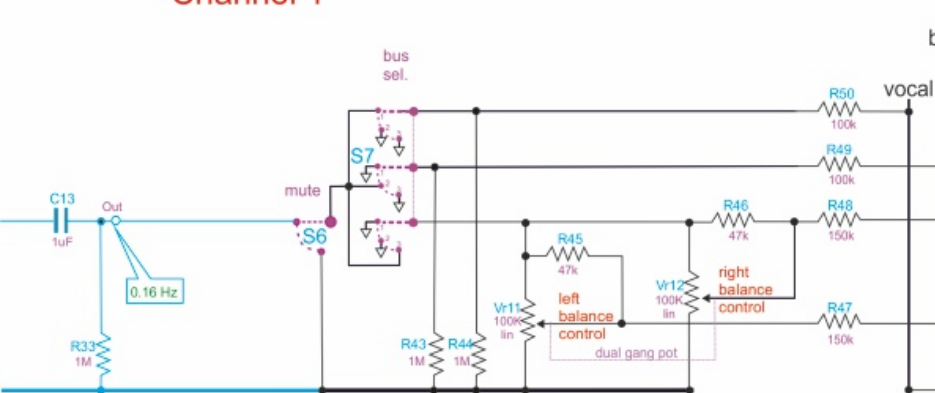 Channel 1
bus
sel.
vocal
R50
100k
S7
R49
100k
mute
C13
1uF
Out
S6
R46
47k
R48
150k
R45
47k
0.16 Hz
Vr12
100K
lin
right
balance
control
Vr11
100K
lin
left
balance
control
R47
150k
R33
1M
R43
1M
R44
1M
dual gang pot